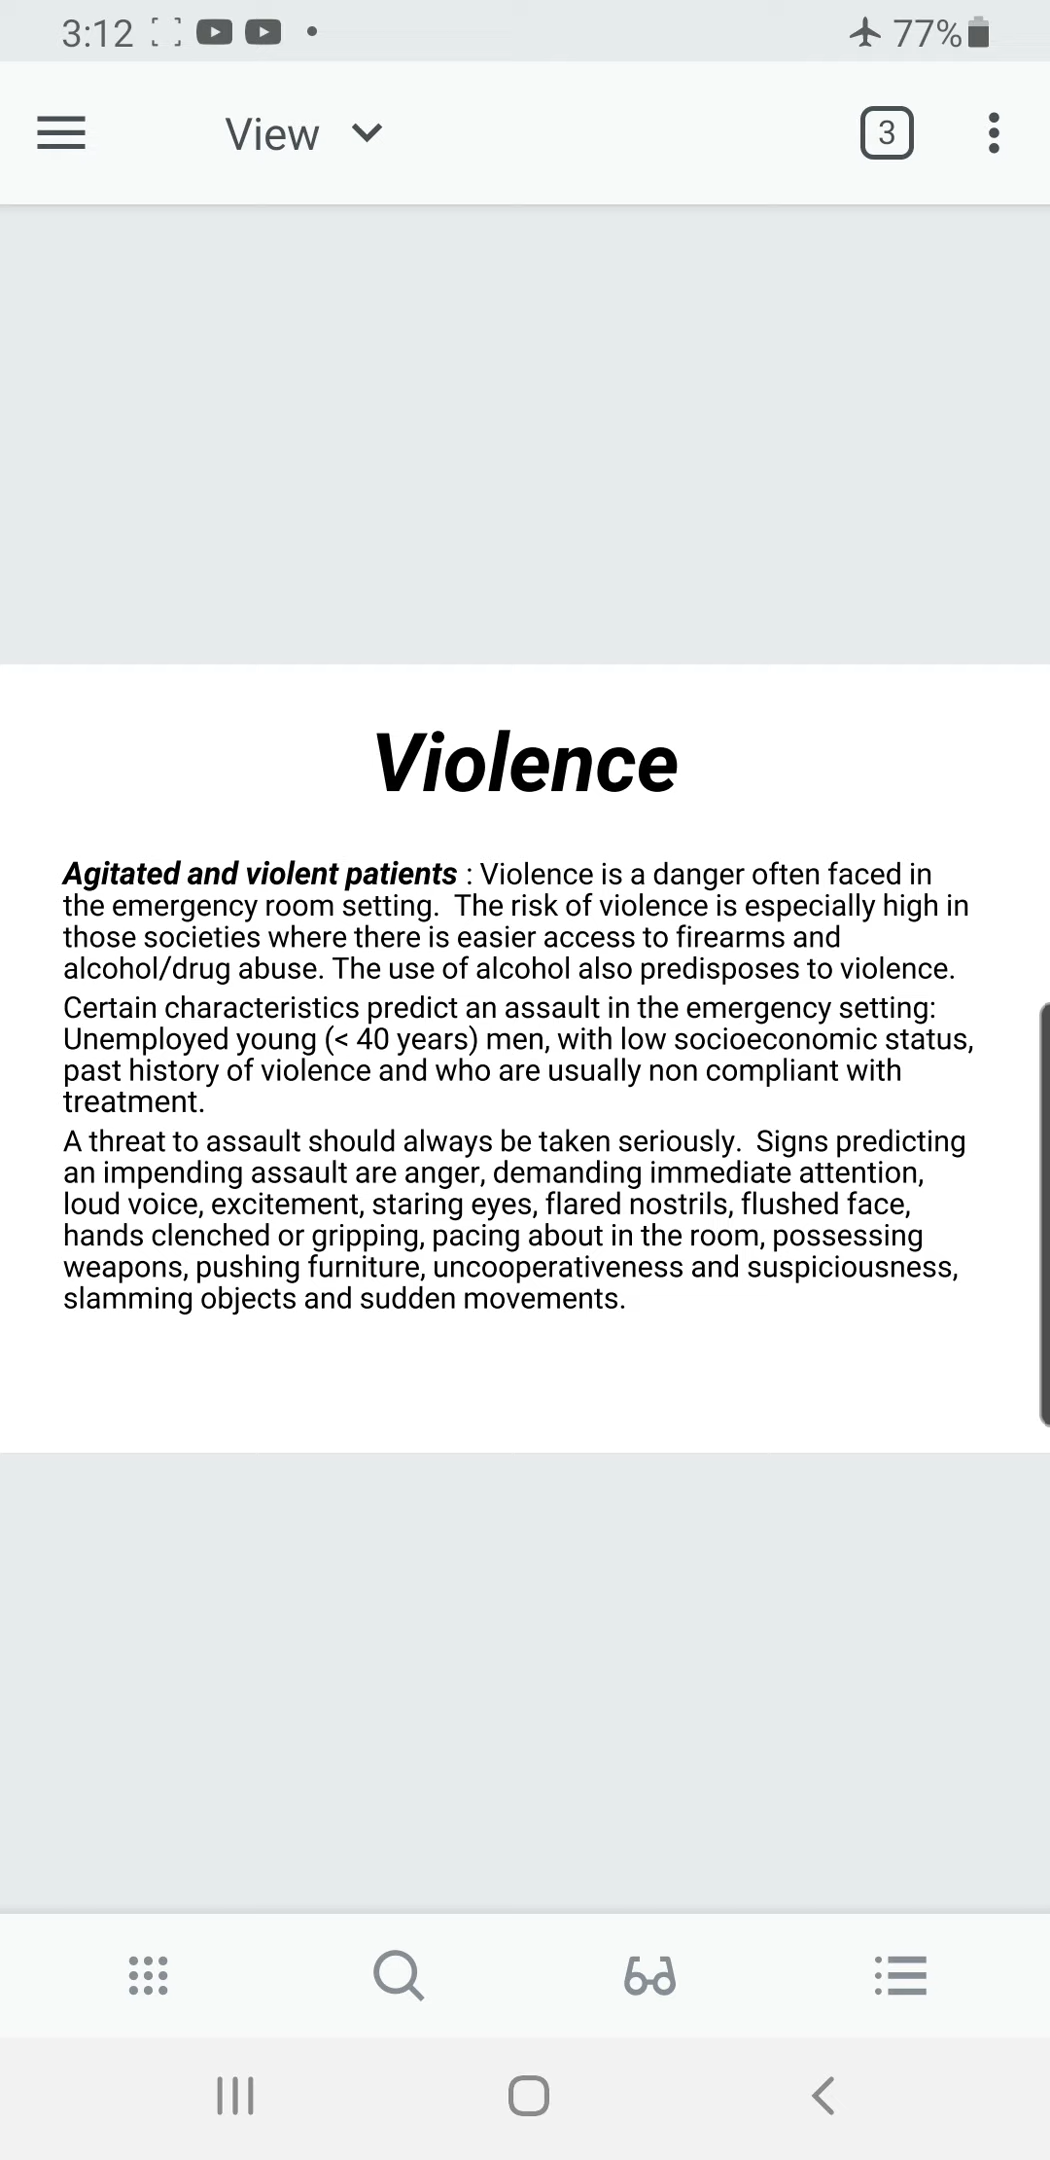 3:12
77%
View
3
Violence
Agitated and violent patients : Violence is a danger often faced in
the emergency room setting.  The risk of violence is especially high in
those societies where there is easier access to firearms and
alcohol/drug abuse. The use of alcohol also predisposes to violence.
Certain characteristics predict an assault in the emergency setting:
Unemployed young (< 40 years) men, with low socioeconomic status,
past history of violence and who are usually non compliant with
treatment.
A threat to assault should always be taken seriously.  Signs predicting
an impending assault are anger, demanding immediate attention,
loud voice, excitement, staring eyes, flared nostrils, flushed face,
hands clenched or gripping, pacing about in the room, possessing
weapons, pushing furniture, uncooperativeness and suspiciousness,
slamming objects and sudden movements.